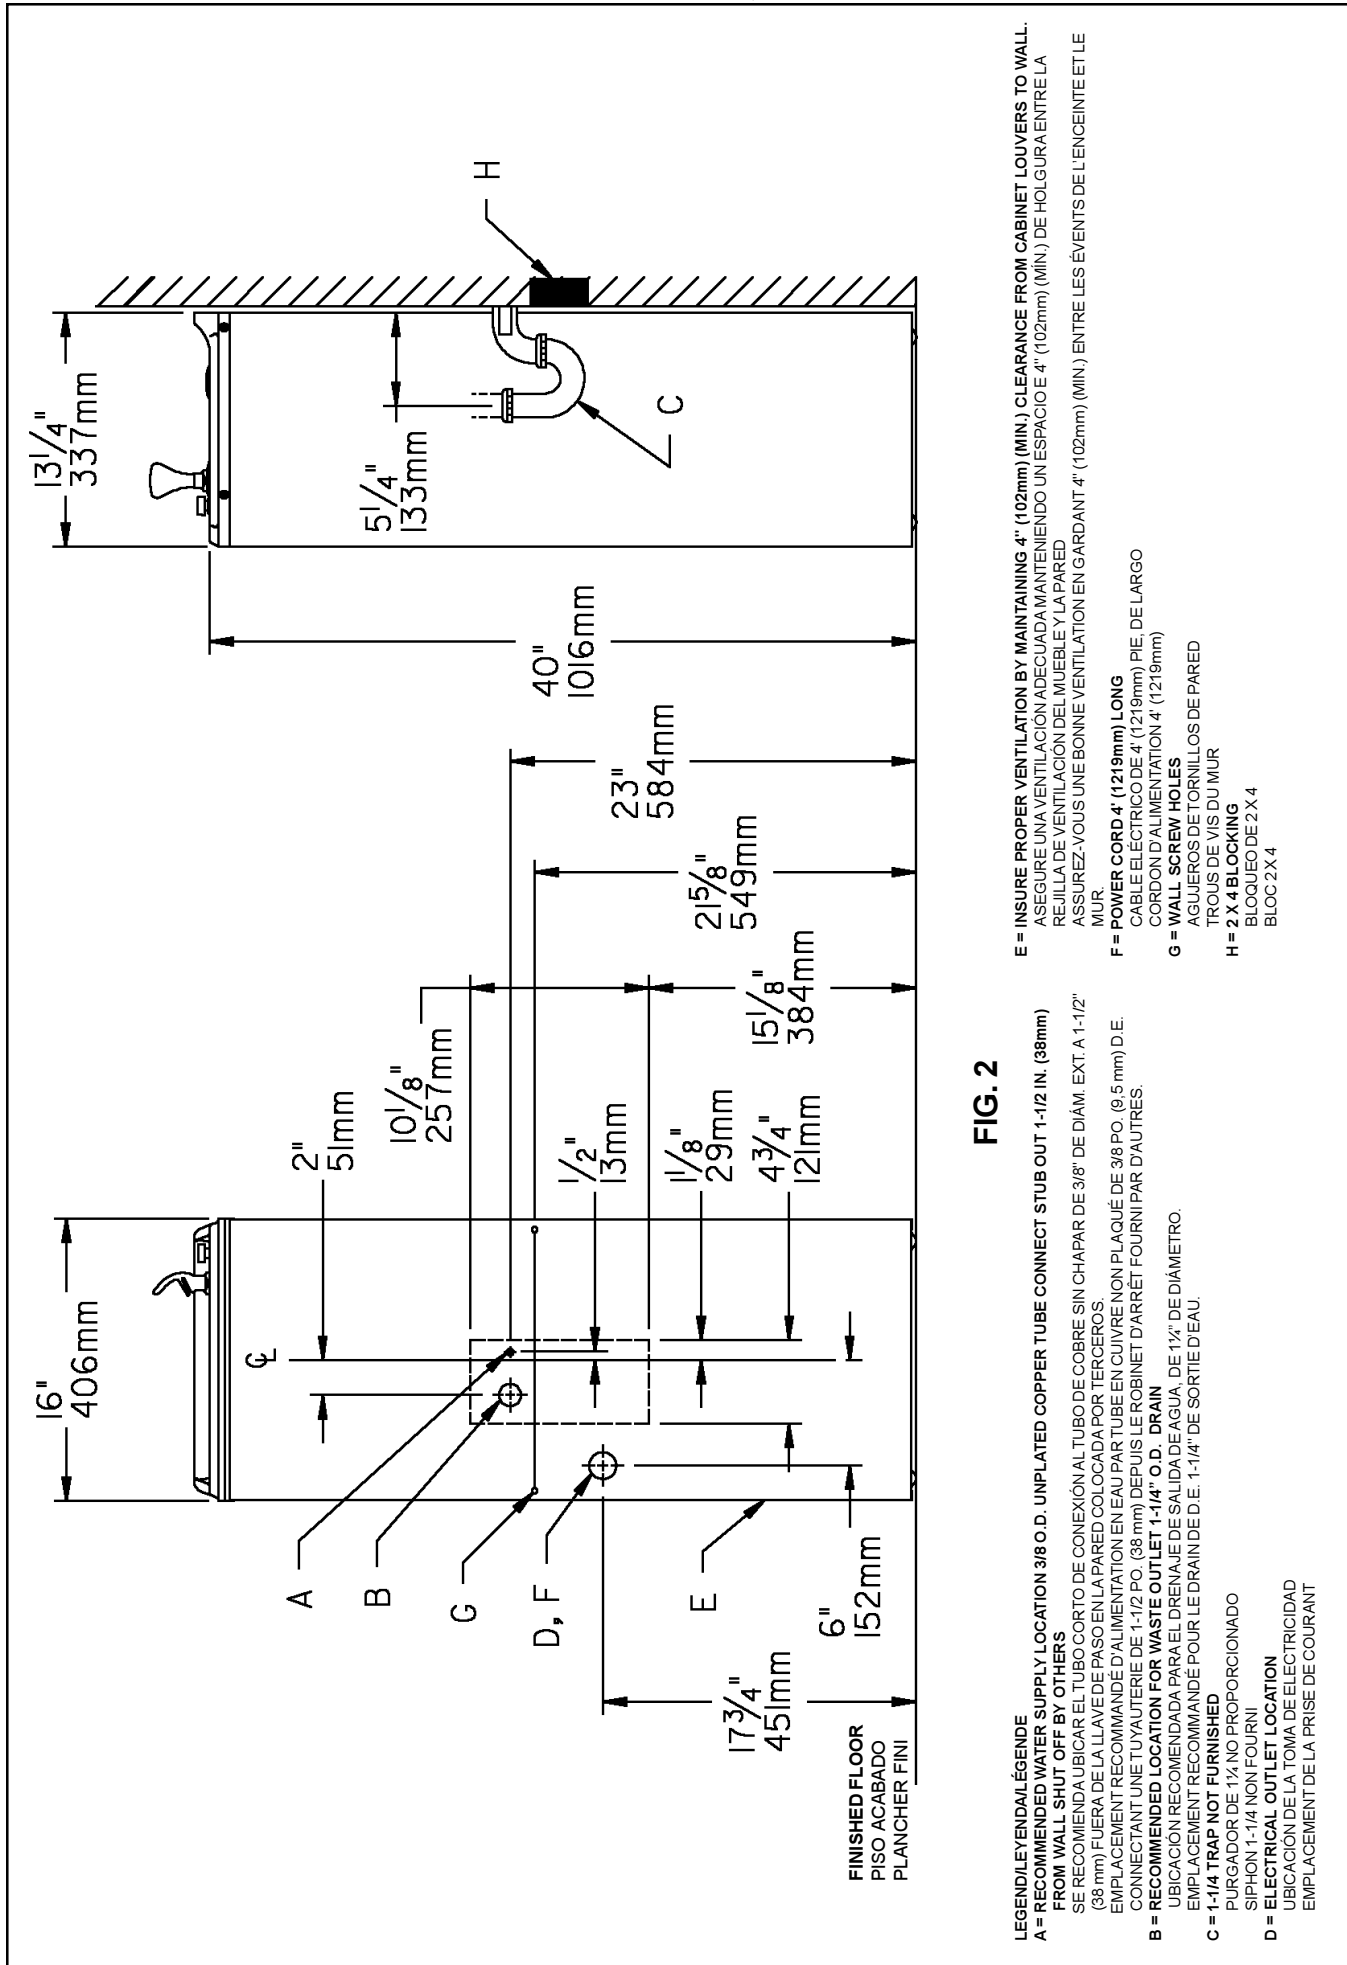 16"
406mm
13 1/4"
337mm
2"
51mm
5 1/4"
133mm
H
C
A
B
G
D, F
E
℄
10 1/8"
257mm
40"
1016mm
23"
584mm
21 5/8"
549mm
15 1/8"
384mm
1/2"
13mm
1 1/8"
29mm
4 3/4"
121mm
6"
152mm
17 3/4"
451mm
FINISHED FLOOR
PISO ACABADO
PLANCHER FINI
FIG. 2
LEGEND/LEYENDA/LÉGENDE
A = RECOMMENDED WATER SUPPLY LOCATION 3/8 O.D. UNPLATED COPPER TUBE CONNECT STUB OUT 1-1/2 IN. (38mm)
FROM WALL SHUT OFF BY OTHERS
SE RECOMIENDA UBICAR EL TUBO CORTO DE CONEXIÓN AL TUBO DE COBRE SIN CHAPAR DE 3/8" DE DIÁM. EXT. A 1-1/2"
(38 mm) FUERA DE LA LLAVE DE PASO EN LA PARED COLOCADA POR TERCEROS.
EMPLACEMENT RECOMMANDÉ D'ALIMENTATION EN EAU PAR TUBE EN CUIVRE NON PLAQUÉ DE 3/8 PO. (9,5 mm) D.E.
CONNECTANT UNE TUYAUTERIE DE 1-1/2 PO. (38 mm) DEPUIS LE ROBINET D'ARRÊT FOURNI PAR D'AUTRES.
B = RECOMMENDED LOCATION FOR WASTE OUTLET 1-1/4" O.D. DRAIN
UBICACIÓN RECOMENDADA PARA EL DRENAJE DE SALIDA DE AGUA, DE 1¼" DE DIÁMETRO.
EMPLACEMENT RECOMMANDÉ POUR LE DRAIN DE D.E. 1-1/4" DE SORTIE D'EAU.
C = 1-1/4 TRAP NOT FURNISHED
PURGADOR DE 1¼ NO PROPORCIONADO
SIPHON 1-1/4 NON FOURNI
D = ELECTRICAL OUTLET LOCATION
UBICACIÓN DE LA TOMA DE ELECTRICIDAD
EMPLACEMENT DE LA PRISE DE COURANT
E = INSURE PROPER VENTILATION BY MAINTAINING 4" (102mm) (MIN.) CLEARANCE FROM CABINET LOUVERS TO WALL.
ASEGURE UNA VENTILACIÓN ADECUADA MANTENIENDO UN ESPACIO E 4" (102mm) (MÍN.) DE HOLGURA ENTRE LA
REJILLA DE VENTILACIÓN DEL MUEBLE Y LA PARED
ASSUREZ-VOUS UNE BONNE VENTILATION EN GARDANT 4" (102mm) (MIN.) ENTRE LES ÉVENTS DE L'ENCEINTE ET LE
MUR.
F = POWER CORD 4' (1219mm) LONG
CABLE ELÉCTRICO DE 4' (1219mm) PIE, DE LARGO
CORDON D'ALIMENTATION 4' (1219mm)
G = WALL SCREW HOLES
AGUJEROS DE TORNILLOS DE PARED
TROUS DE VIS DU MUR
H = 2 X 4 BLOCKING
BLOQUEO DE 2 X 4
BLOC 2 X 4